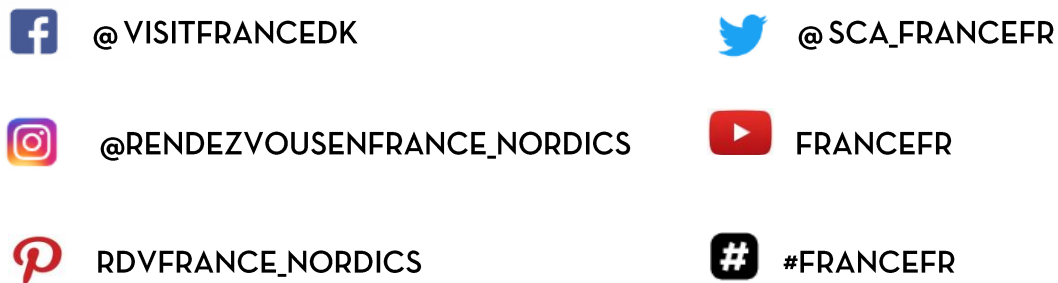 @ VISITFRANCEDK
@ SCA_FRANCEFR
@RENDEZVOUSENFRANCE_NORDICS
FRANCEFR
RDVFRANCE_NORDICS
#FRANCEFR